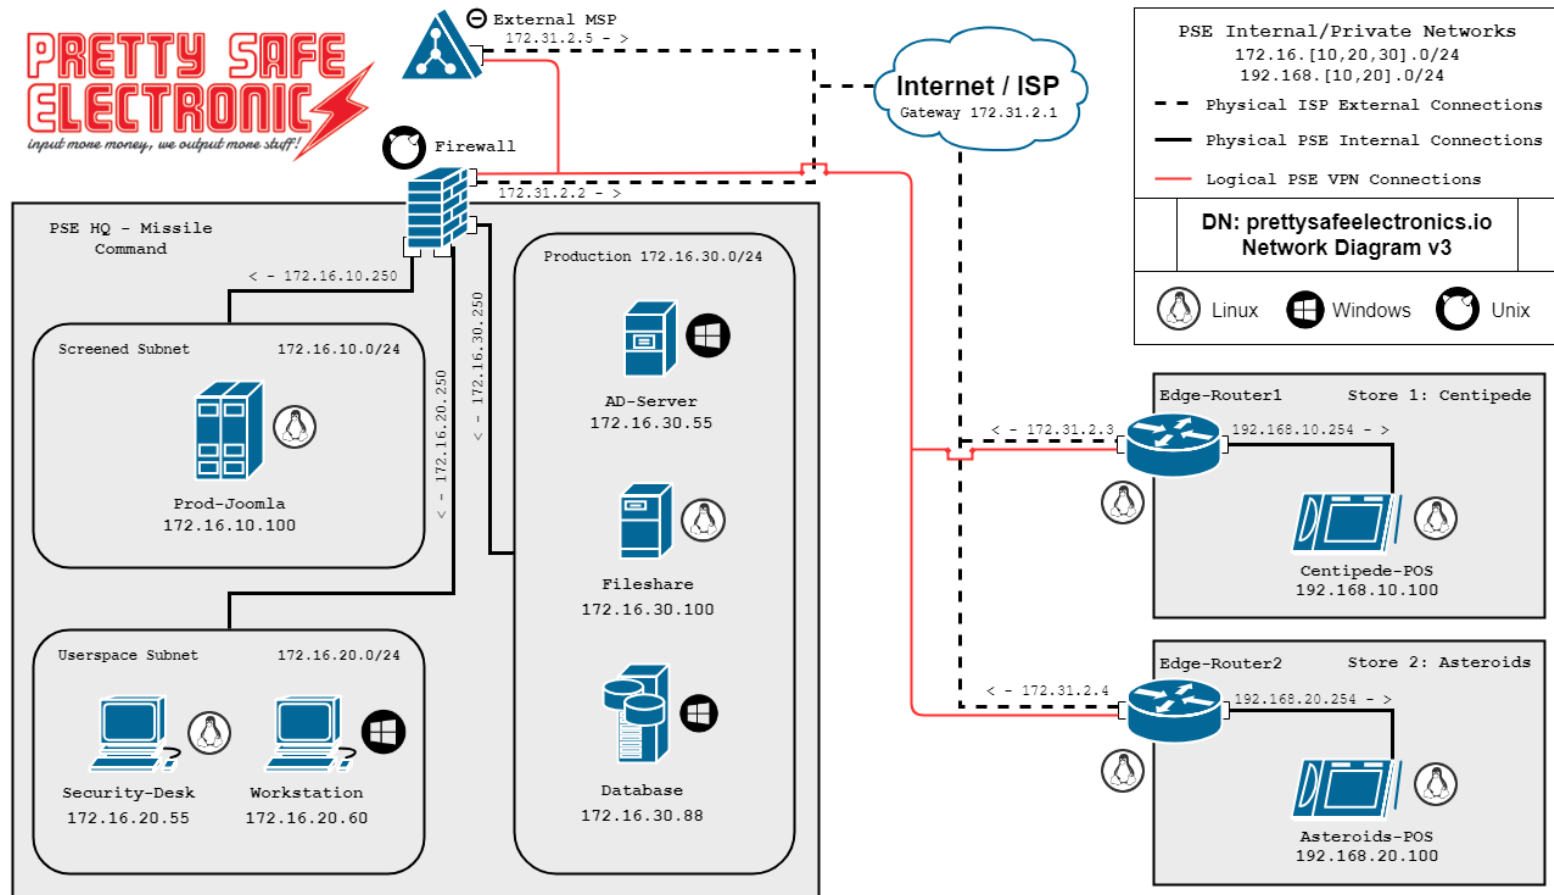 PRETTY SAFE
ELECTRONICS
input more money, we output more stuff!
External MSP
172.31.2.5 - >
Internet / ISP
Gateway 172.31.2.1
PSE Internal/Private Networks
172.16.[10,20,30].0/24
192.168.[10,20].0/24
Physical ISP External Connections
Physical PSE Internal Connections
Logical PSE VPN Connections
DN: prettysafeelectronics.io
Network Diagram v3
Linux
Windows
Unix
Firewall
172.31.2.2 - >
PSE HQ - Missile
Command
< - 172.16.10.250
< - 172.16.20.250
< - 172.16.30.250
Screened Subnet
172.16.10.0/24
Prod-Joomla
172.16.10.100
Userspace Subnet
172.16.20.0/24
Security-Desk
172.16.20.55
Workstation
172.16.20.60
Production 172.16.30.0/24
AD-Server
172.16.30.55
Fileshare
172.16.30.100
Database
172.16.30.88
Edge-Router1
Store 1: Centipede
< - 172.31.2.3
192.168.10.254 - >
Centipede-POS
192.168.10.100
Edge-Router2
Store 2: Asteroids
< - 172.31.2.4
192.168.20.254 - >
Asteroids-POS
192.168.20.100